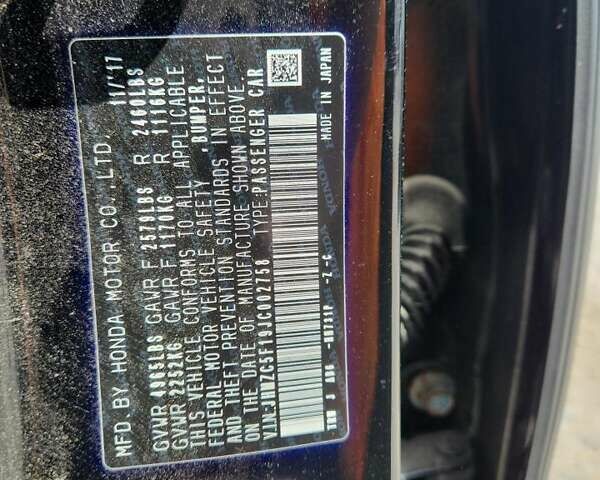 MFD BY HONDA MOTOR CO.,LTD. 11/'17
GVWR 4965LBS GAWR F 2579LBS R 2460LBS
GVWR 2252KG GAWR F 1170KG R 1116KG
THIS VEHICLE CONFORMS TO ALL APPLICABLE
FEDERAL MOTOR VEHICLE SAFETY, BUMPER,
AND THEFT PREVENTION STANDARDS IN EFFECT
ON THE DATE OF MANUFACTURE SHOWN ABOVE.
TYPE:PASSENGER CAR
MADE IN JAPAN